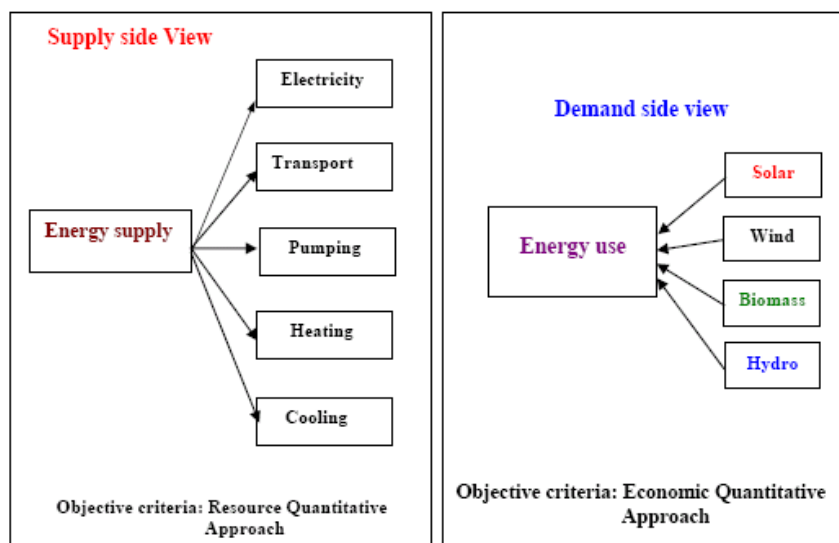 Supply side View
Electricity
Transport
Energy supply
Pumping
Heating
Cooling
Objective criteria: Resource Quantitative
Approach
Demand side view
Solar
Energy use
Wind
Biomass
Hydro
Objective criteria: Economic Quantitative
Approach